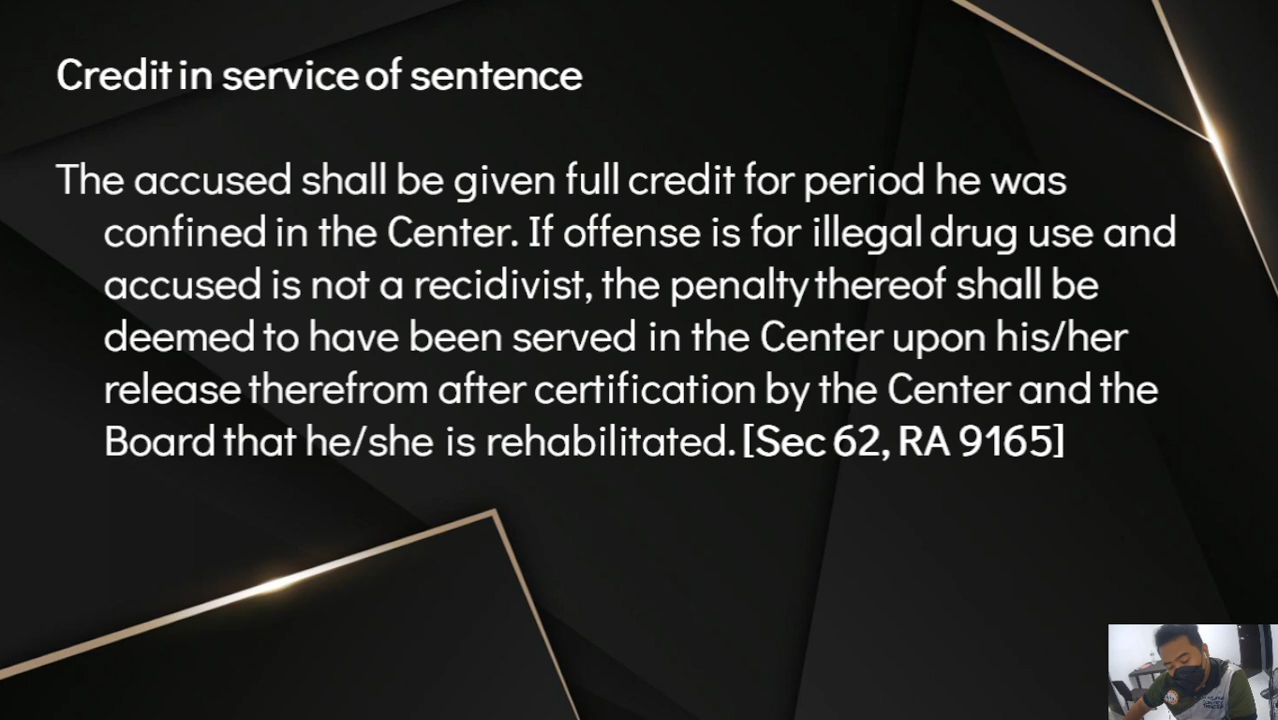 Credit in service of sentence
The accused shall be given full credit for period he was
confined in the Center. If offense is for illegal drug use and
accused is not a recidivist, the penalty thereof shall be
deemed to have been served in the Center upon his/her
release therefrom after certification by the Center and the
Board that he/she is rehabilitated. [Sec 62, RA 9165]